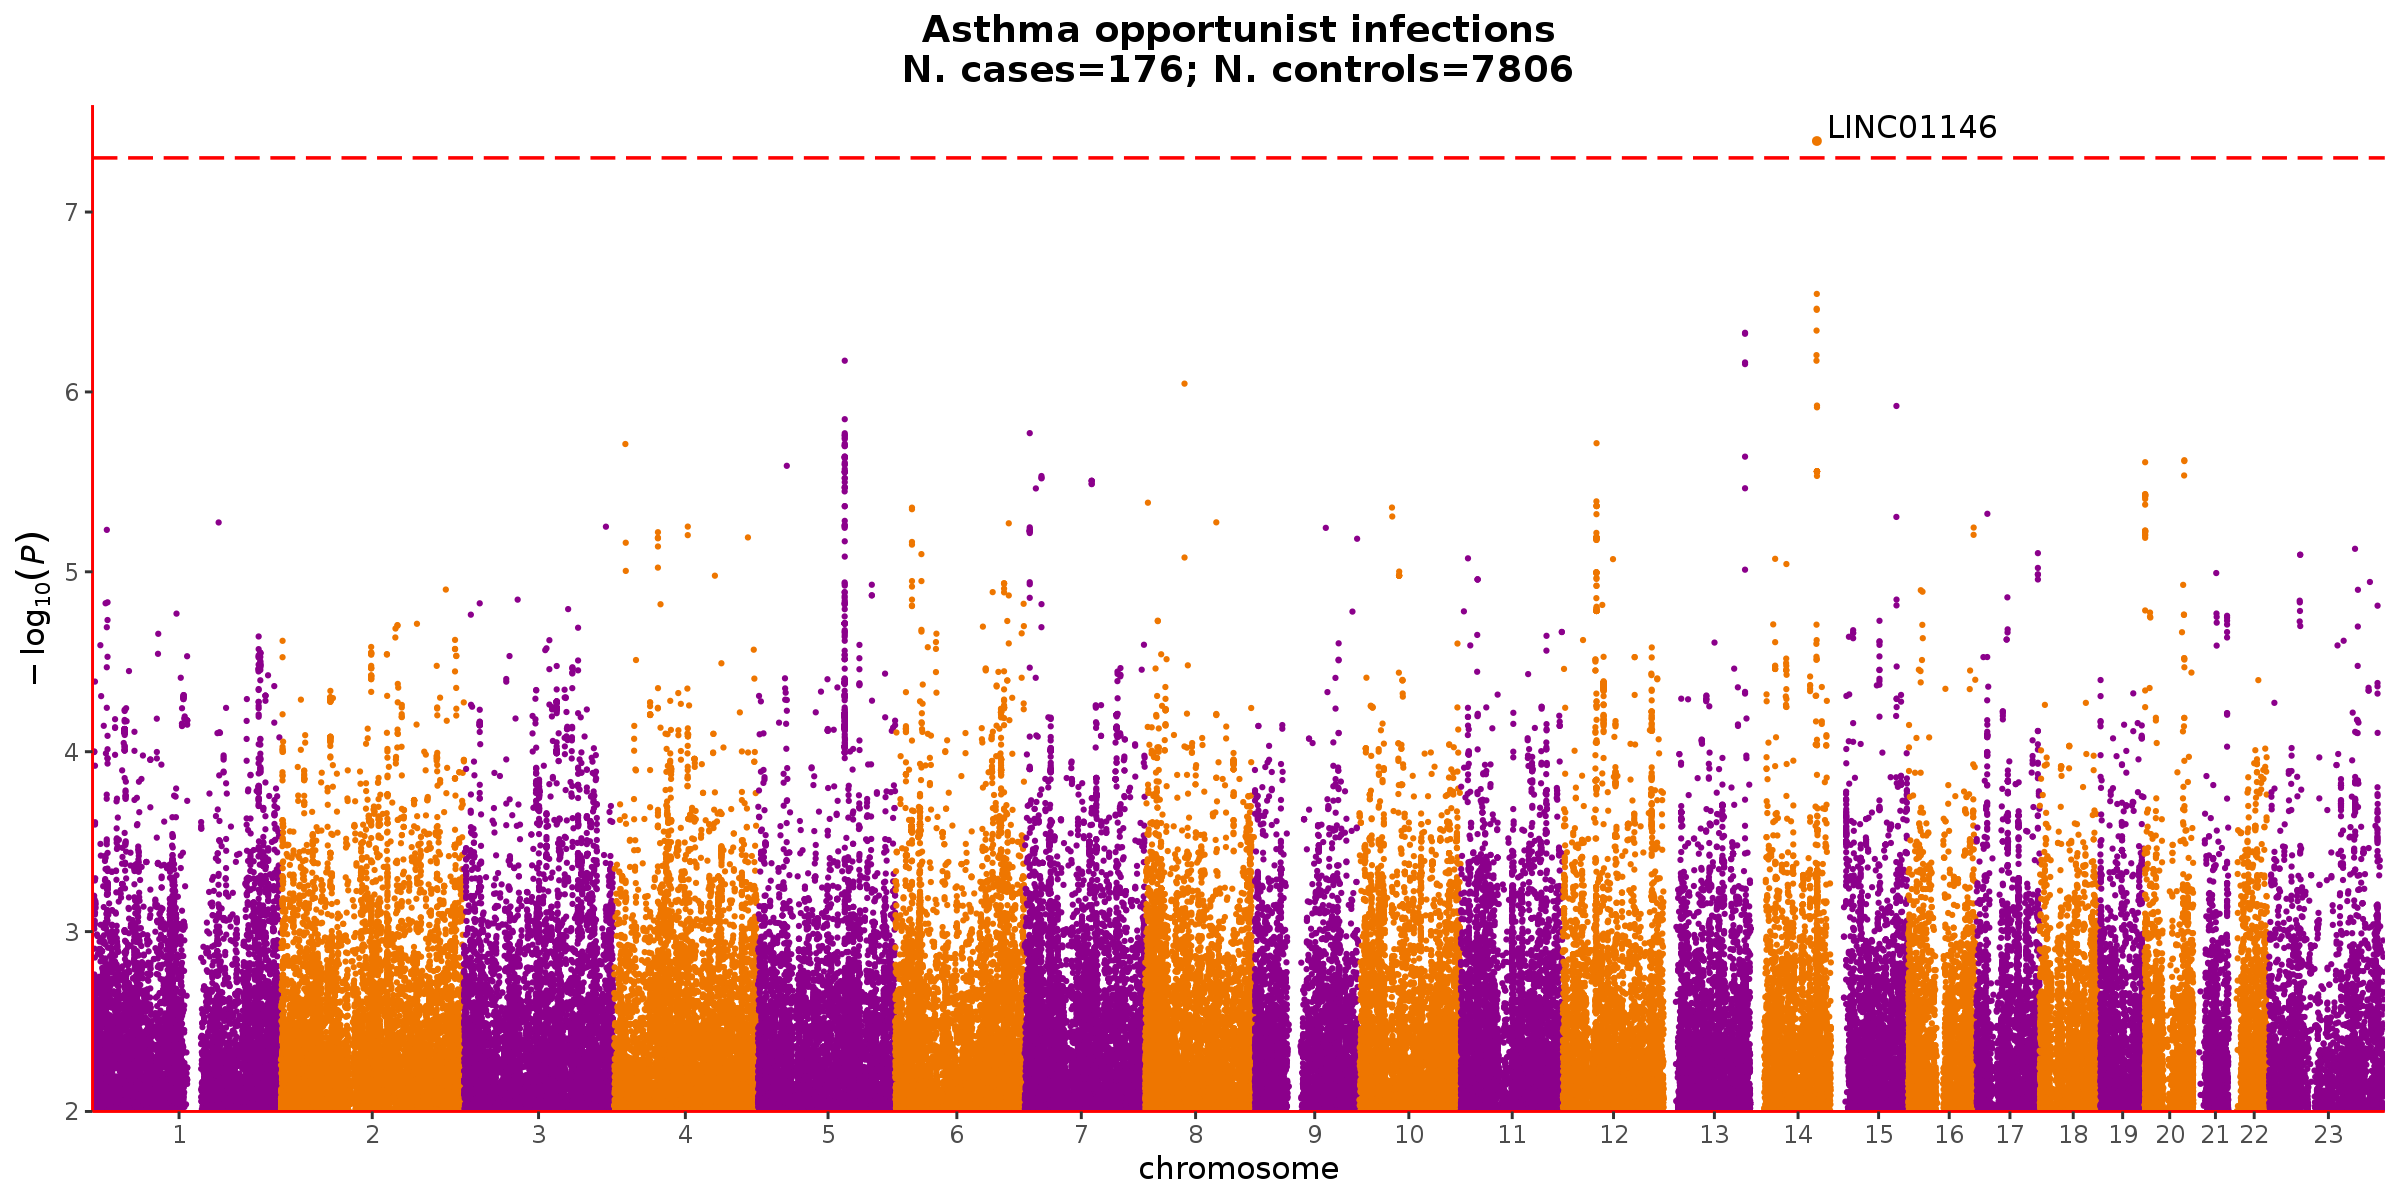 Asthma opportunist infections
N. cases=176; N. controls=7806
LINC01146
7
6
5
4
3
2
−log₁₀(P)
1 2 3 4 5 6 7 8 9 10 11 12 13 14 15 16 17 18 19 20 21 22 23
chromosome